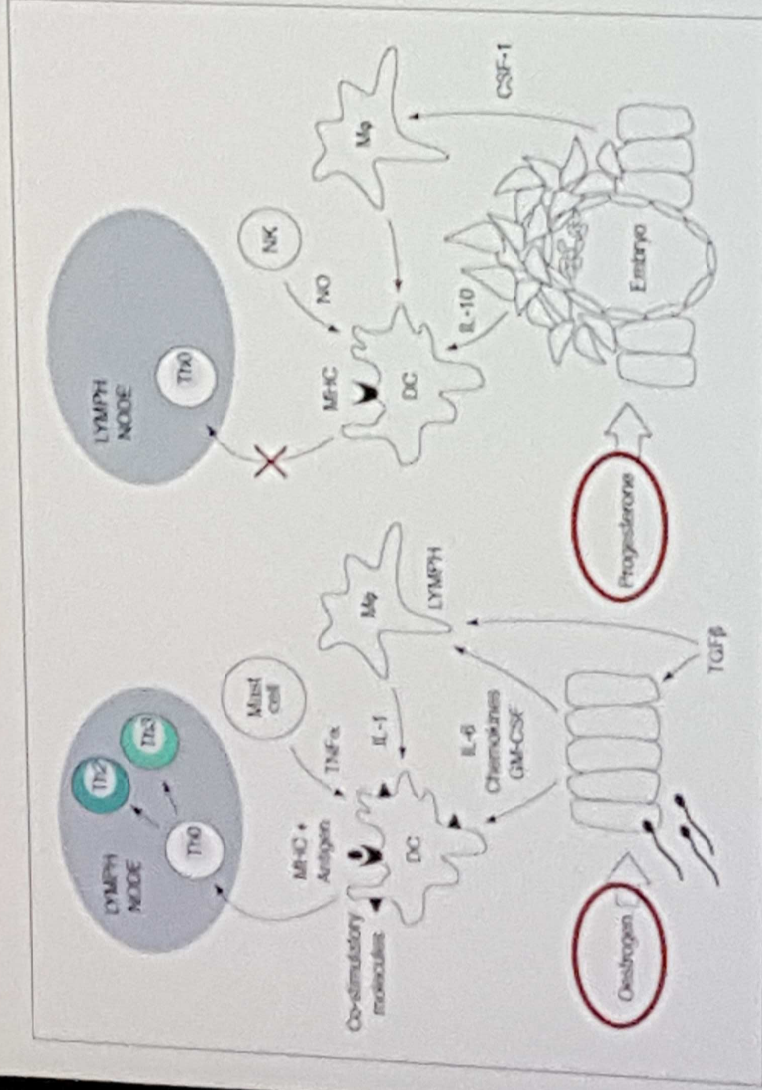 LYMPH
NODE
Th2
Th3
Th0
Mast
cell
TNFα
IL-1
Mφ
LYMPH
MHC +
Antigen
Co-stimulatory
molecules
DC
IL-6
Chemokines
GM-CSF
Oestrogen
TGFβ
LYMPH
NODE
Th0
NK
NO
MHC
DC
Mφ
CSF-1
IL-10
Embryo
Progesterone